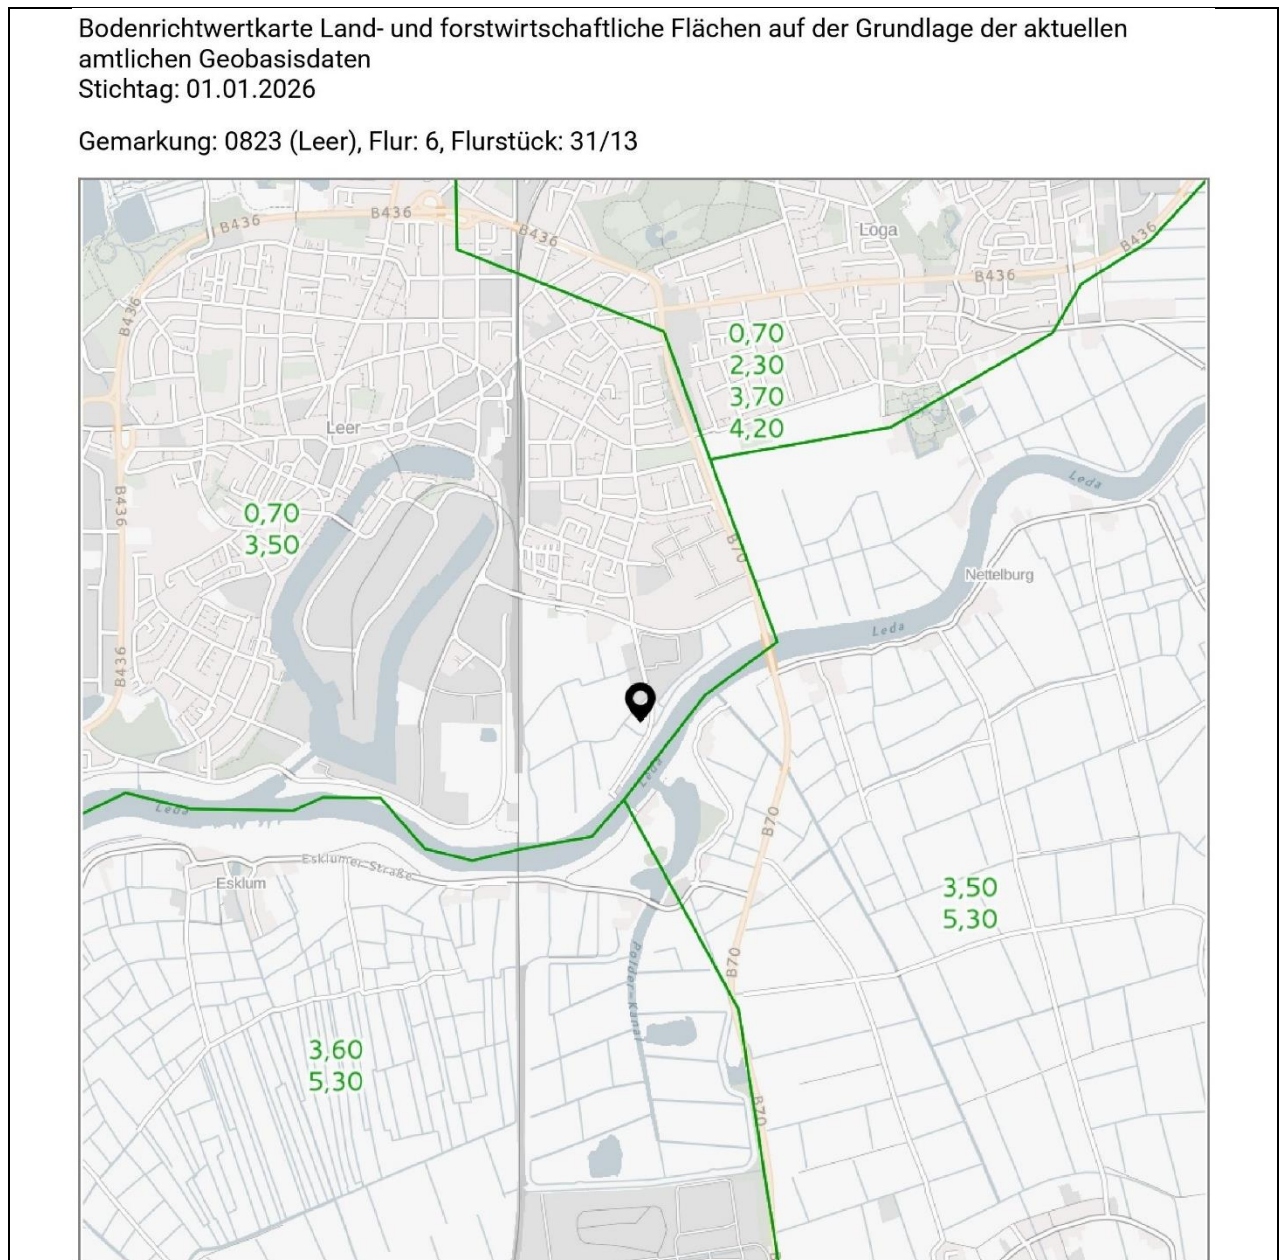 Bodenrichtwertkarte Land- und forstwirtschaftliche Flächen auf der Grundlage der aktuellen
amtlichen Geobasisdaten
Stichtag: 01.01.2026
Gemarkung: 0823 (Leer), Flur: 6, Flurstück: 31/13
B436
B436
B436
Loga
B436
B436
B436
0,70
2,30
3,70
4,20
Leer
Leda
B436
0,70
3,50
B70
Nettelburg
Leda
B436
Leda
Leda
B70
Esklumer Straße
Esklum
3,50
5,30
B70
Polder-Kanal
3,60
5,30
B70